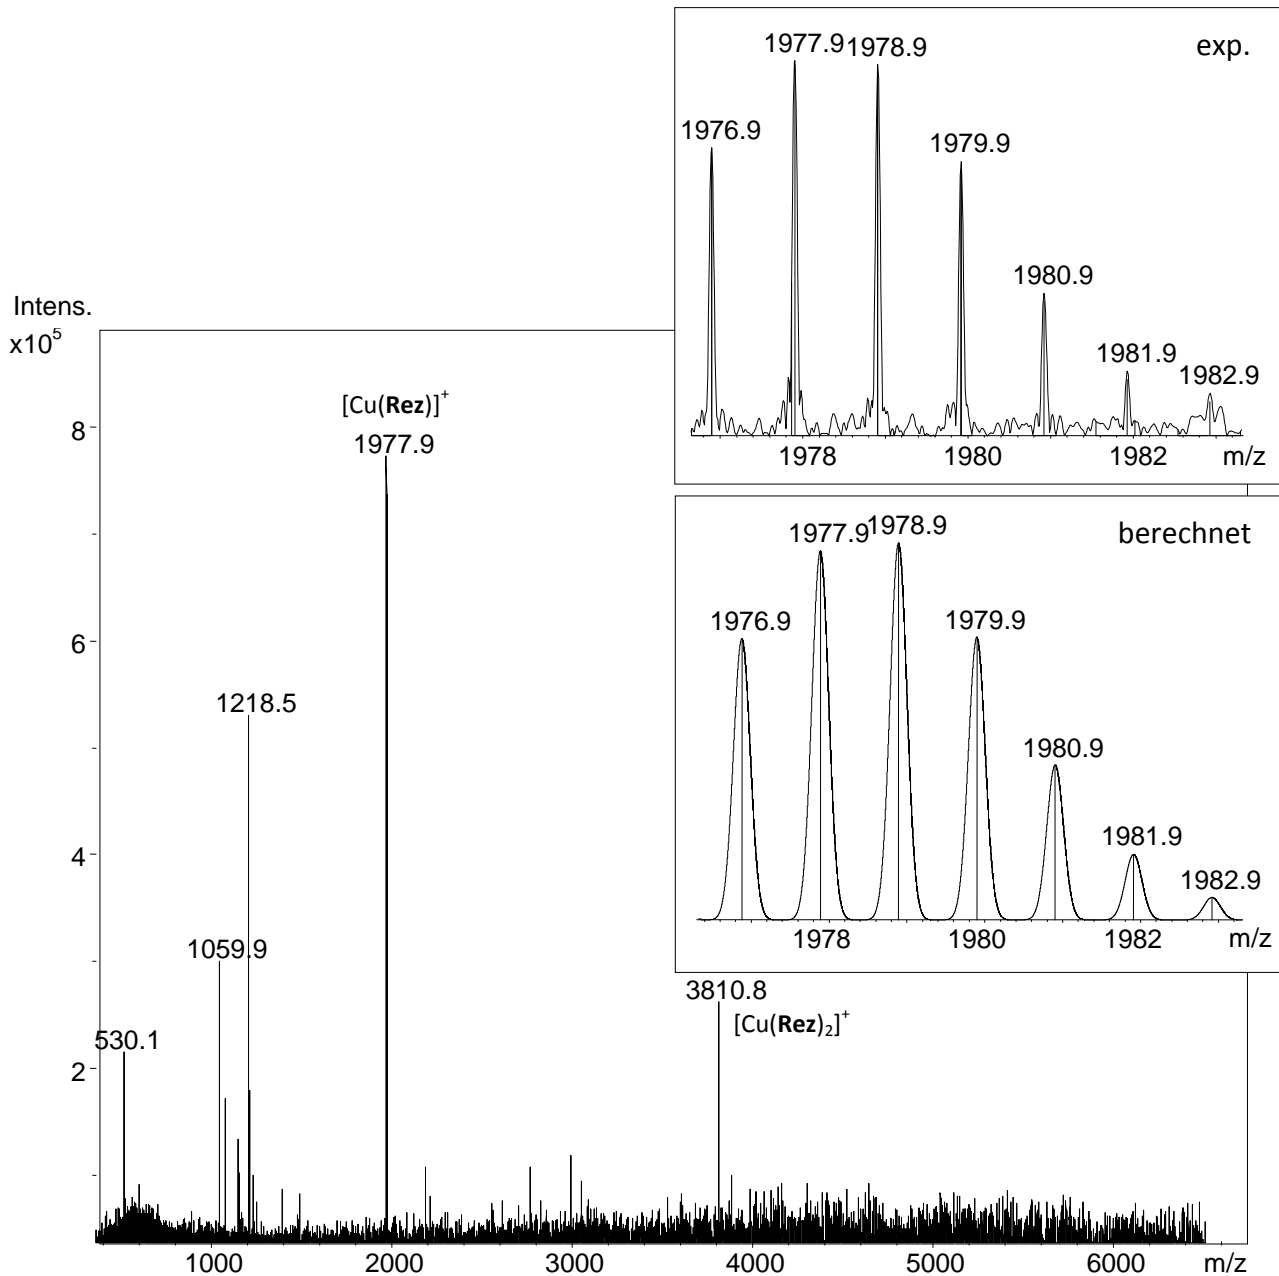 exp.
1977.9 1978.9
1976.9
1979.9
1980.9
1981.9
1982.9
1978 1980 1982 m/z
berechnet
1977.9 1978.9
1976.9
1979.9
1980.9
1981.9
1982.9
1978 1980 1982 m/z
Intens.
x10⁵
[Cu(Rez)]⁺
1977.9
8
6
1218.5
4
1059.9
3810.8
[Cu(Rez)₂]⁺
530.1
2
1000 2000 3000 4000 5000 6000 m/z